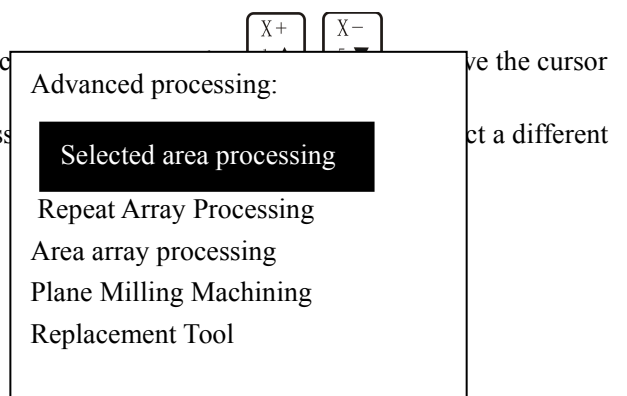 X+ X-
ve the cursor
Advanced processing:
ct a different
Selected area processing
Repeat Array Processing
Area array processing
Plane Milling Machining
Replacement Tool